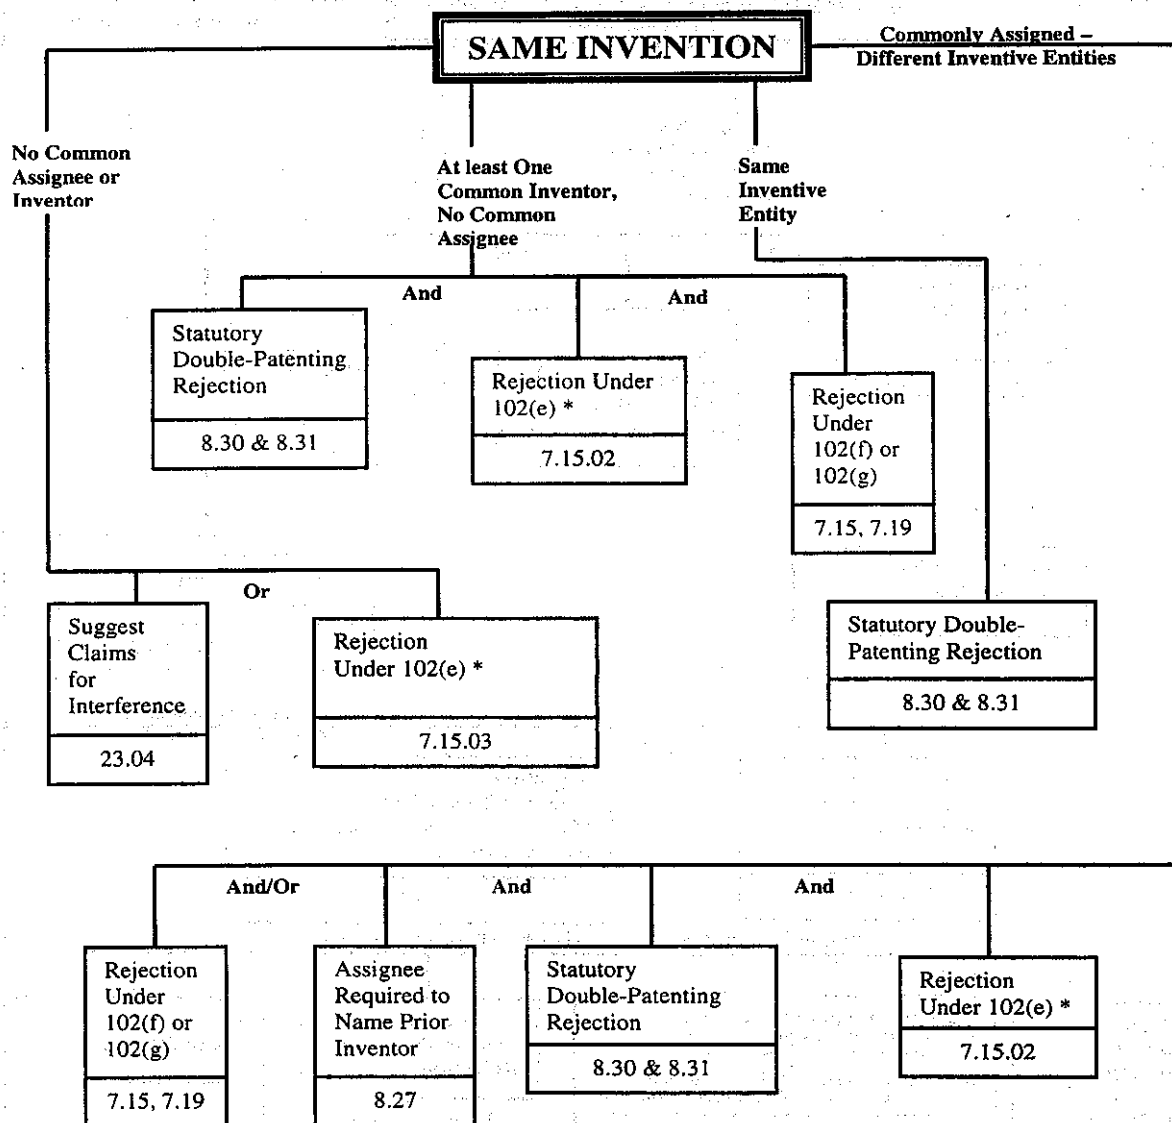 SAME INVENTION
Commonly Assigned –
Different Inventive Entities
No Common
Assignee or
Inventor
At least One
Common Inventor,
No Common
Assignee
Same
Inventive
Entity
And
And
Statutory
Double-Patenting
Rejection
8.30 & 8.31
Rejection Under
102(e) *
7.15.02
Rejection
Under
102(f) or
102(g)
7.15, 7.19
Or
Suggest
Claims
for
Interference
23.04
Rejection
Under 102(e) *
7.15.03
Statutory Double-
Patenting Rejection
8.30 & 8.31
And/Or
And
And
Rejection
Under
102(f) or
102(g)
7.15, 7.19
Assignee
Required to
Name Prior
Inventor
8.27
Statutory
Double-Patenting
Rejection
8.30 & 8.31
Rejection
Under 102(e) *
7.15.02